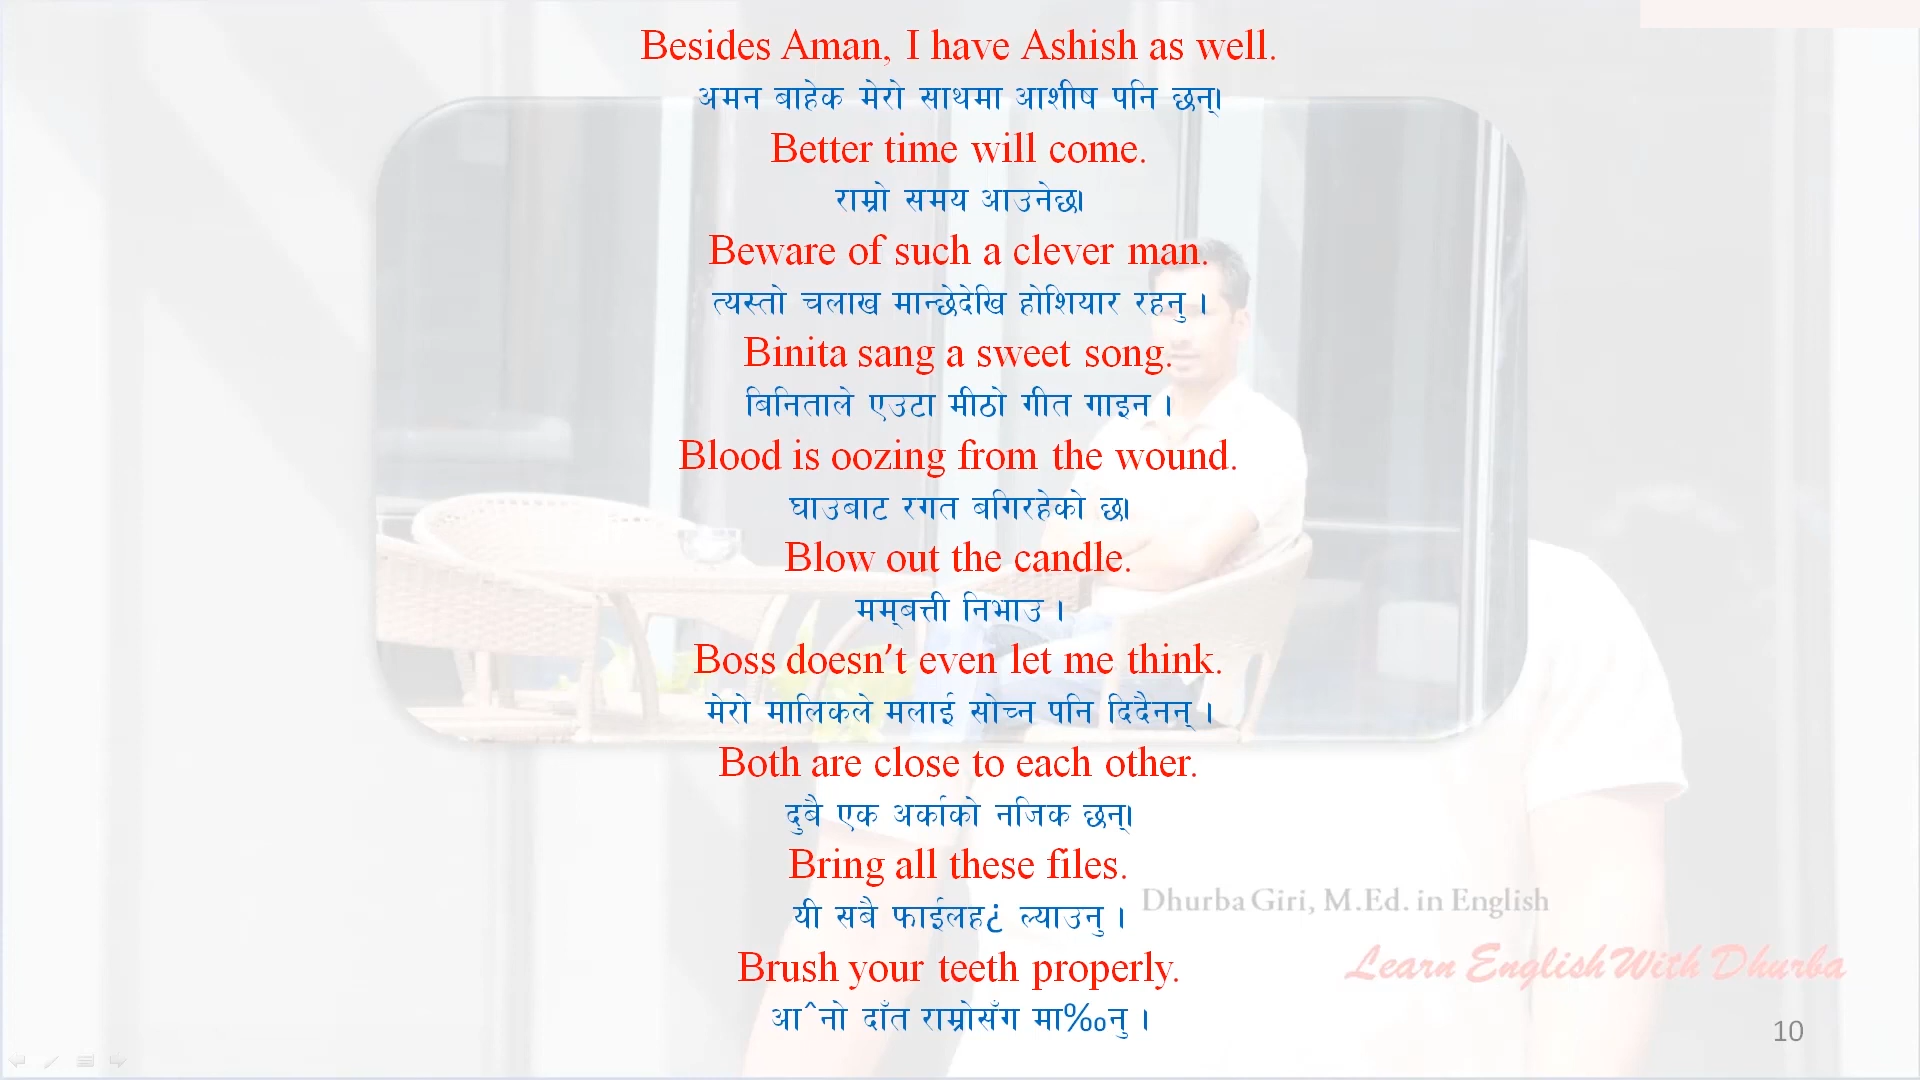 Besides Aman, I have Ashish as well.
अमन बाहेक मेरो साथमा आशीष पनि छन्।
Better time will come.
राम्रो समय आउनेछ।
Beware of such a clever man.
त्यस्तो चलाख मान्छेदेखि होशियार रहनु ।
Binita sang a sweet song.
बिनिताले एउटा मीठो गीत गाइन ।
Blood is oozing from the wound.
घाउबाट रगत बगिरहेको छ।
Blow out the candle.
मम्बत्ती निभाउ ।
Boss doesn’t even let me think.
मेरो मालिकले मलाई सोच्न पनि दिदैनन् ।
Both are close to each other.
दुबै एक अर्काको नजिक छन्।
Bring all these files.
यी सबै फाईलह¿ ल्याउनु ।
Brush your teeth properly.
आˆनो दाँत राम्रोसँग मा‰नु ।
Dhurba Giri, M.Ed. in English
Learn English With Dhurba
10